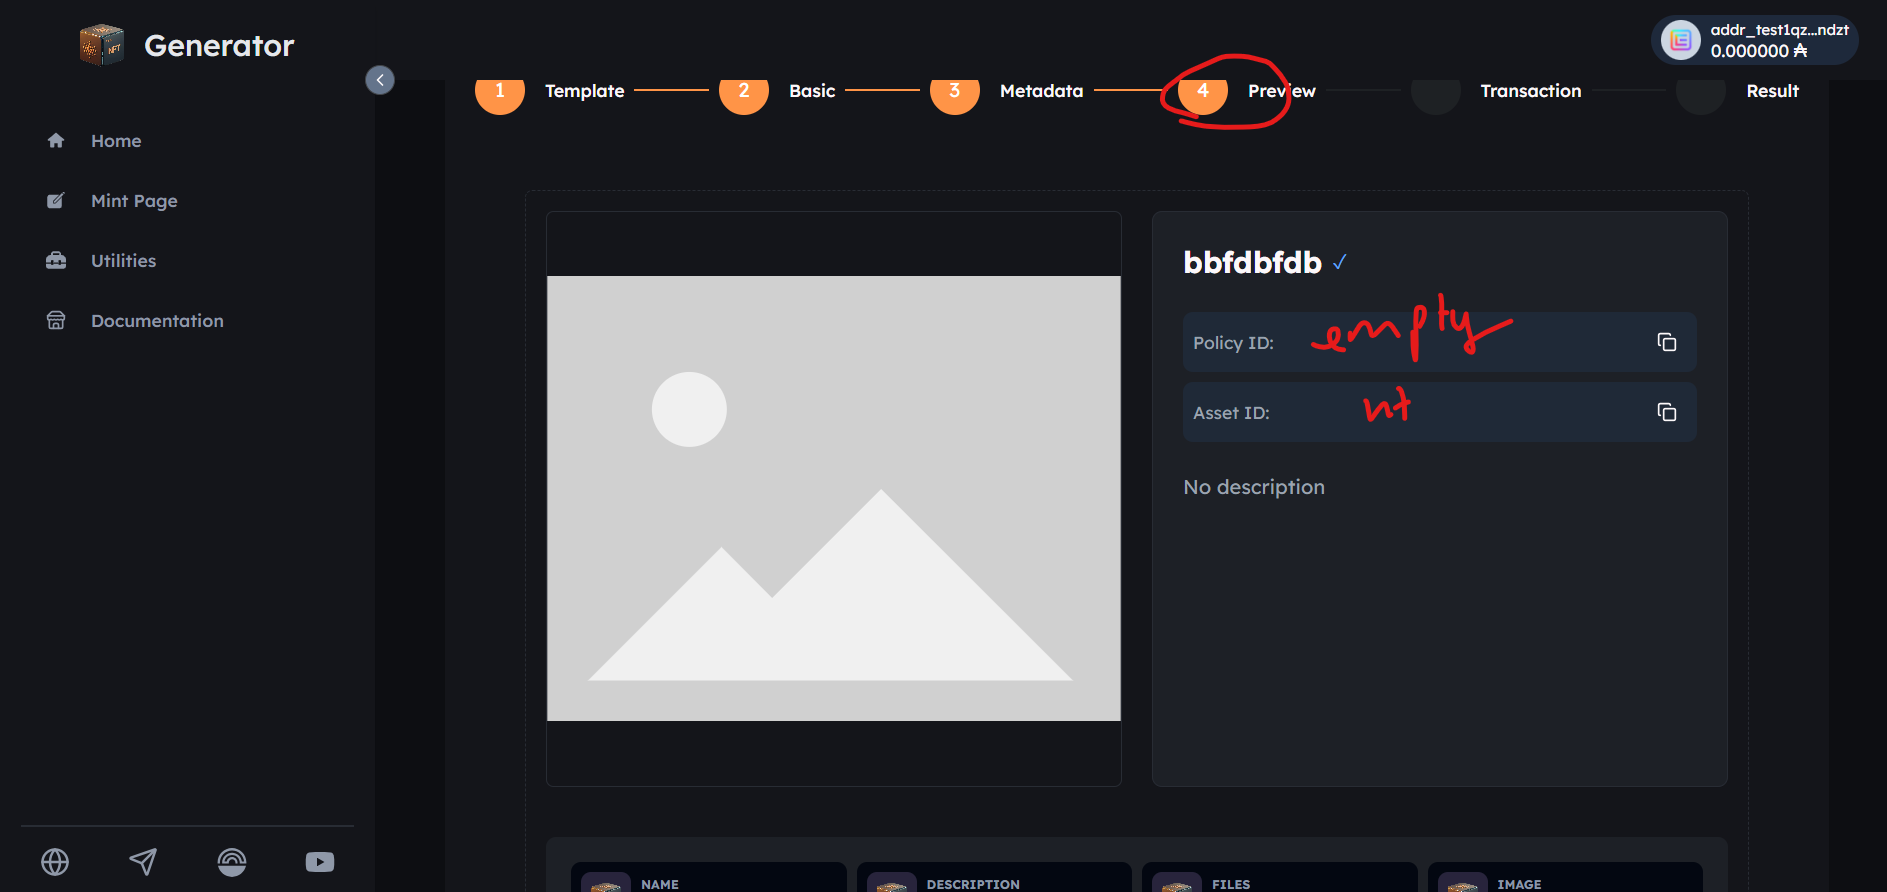 Generator
addr_test1qz...ndzt
0.000000 ₳
1 Template 2 Basic 3 Metadata 4 Preview Transaction Result
Home
Mint Page
Utilities
Documentation
bbfdbfdb ✓
Policy ID: empty
Asset ID: nt
No description
NAME DESCRIPTION FILES IMAGE